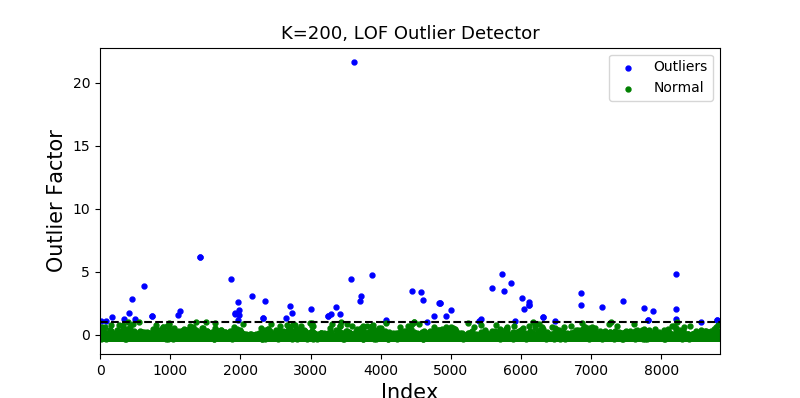 K=200, LOF Outlier Detector
Outliers
Normal
Outlier Factor
20
15
10
5
0
0 1000 2000 3000 4000 5000 6000 7000 8000
Index